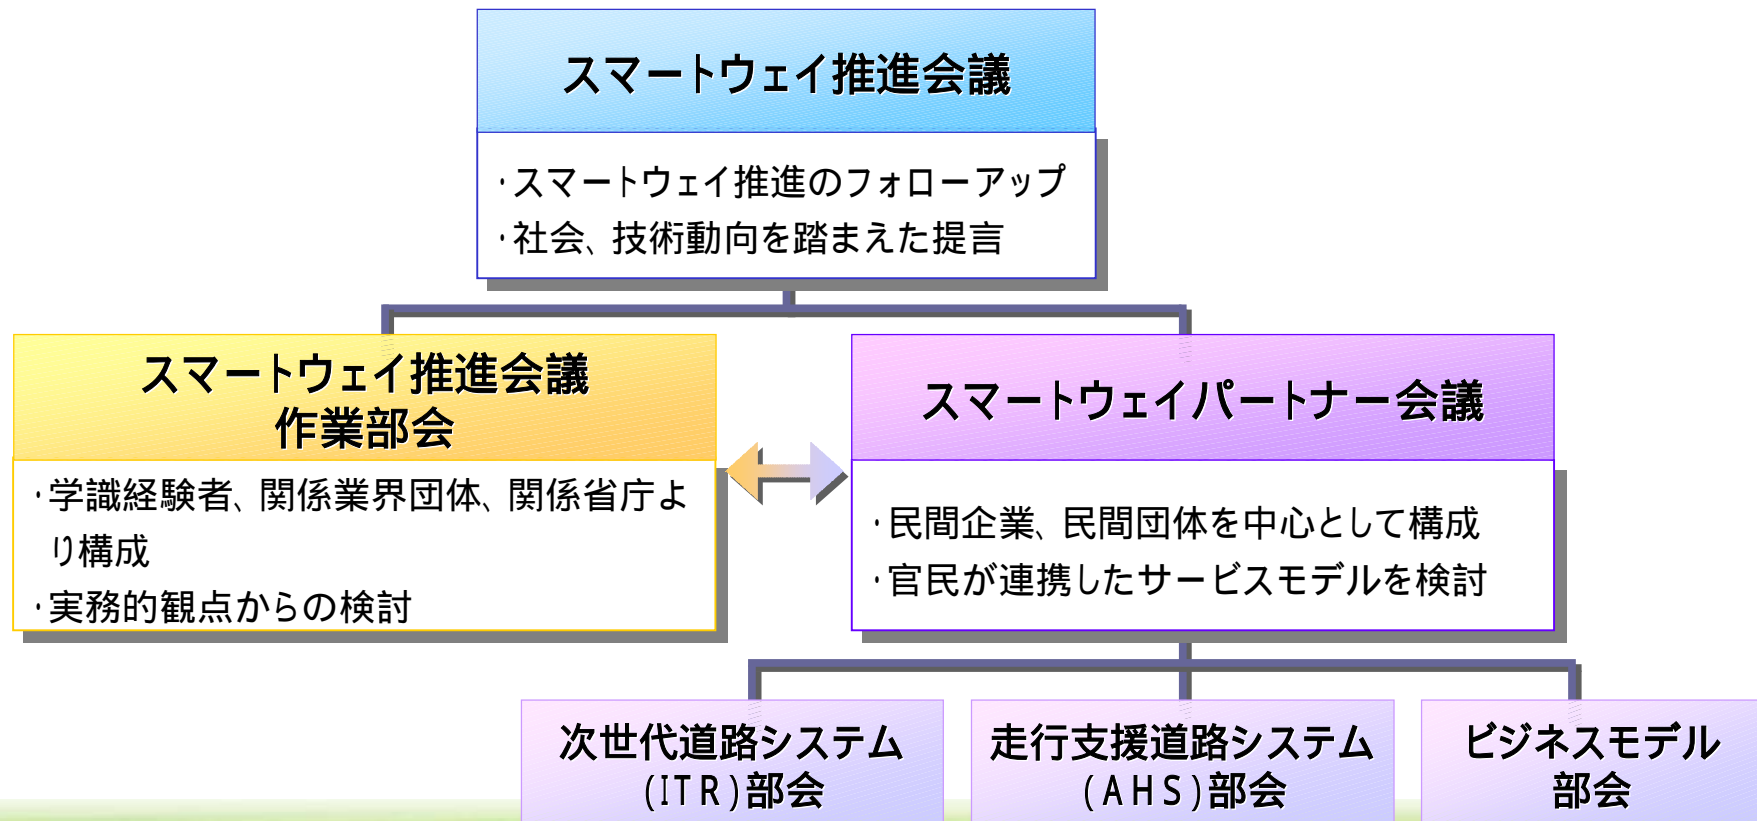 スマートウェイ推進会議
・スマートウェイ推進のフォローアップ
・社会、技術動向を踏まえた提言
スマートウェイ推進会議
作業部会
・学識経験者、関係業界団体、関係省庁よ
り構成
・実務的観点からの検討
スマートウェイパートナー会議
・民間企業、民間団体を中心として構成
・官民が連携したサービスモデルを検討
次世代道路システム
(ITR)部会
走行支援道路システム
(AHS)部会
ビジネスモデル
部会